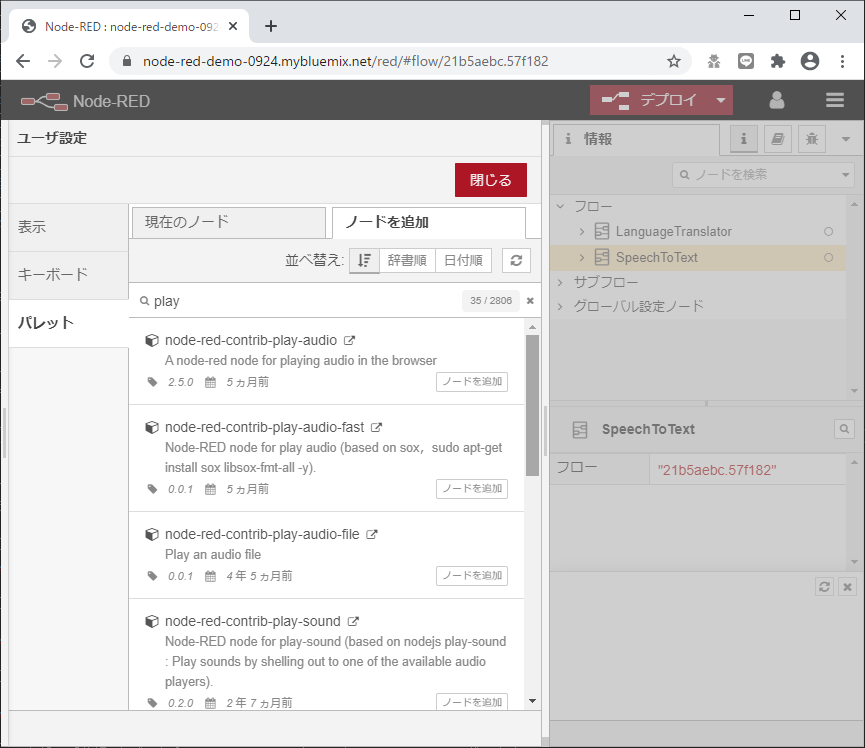 Node-RED : node-red-demo-092
node-red-demo-0924.mybluemix.net/red/#flow/21b5aebc.57f182
Node-RED
デプロイ
ユーザ設定
閉じる
表示
キーボード
パレット
現在のノード
ノードを追加
並べ替え:
辞書順
日付順
play
35 / 2806
node-red-contrib-play-audio
A node-red node for playing audio in the browser
2.5.0
5 ヵ月前
ノードを追加
node-red-contrib-play-audio-fast
Node-RED node for play audio (based on sox，sudo apt-get
install sox libsox-fmt-all -y).
0.0.1
5 ヵ月前
ノードを追加
node-red-contrib-play-audio-file
Play an audio file
0.0.1
4 年 5 ヵ月前
ノードを追加
node-red-contrib-play-sound
Node-RED node for play-sound (based on nodejs play-sound
: Play sounds by shelling out to one of the available audio
players).
0.2.0
2 年 7 ヵ月前
ノードを追加
情報
ノードを検索
フロー
LanguageTranslator
SpeechToText
サブフロー
グローバル設定ノード
SpeechToText
フロー
"21b5aebc.57f182"